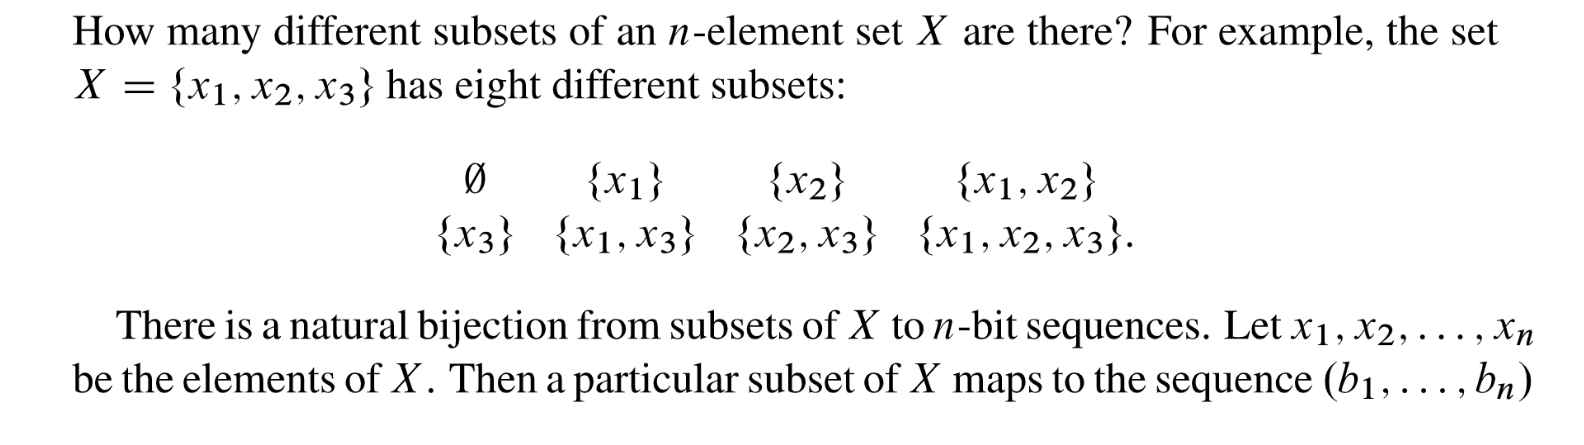 How many different subsets of an n-element set X are there? For example, the set
X = {x₁, x₂, x₃} has eight different subsets:
∅ {x₁} {x₂} {x₁, x₂}
{x₃} {x₁, x₃} {x₂, x₃} {x₁, x₂, x₃}.
There is a natural bijection from subsets of X to n-bit sequences. Let x₁, x₂, . . . , xₙ
be the elements of X. Then a particular subset of X maps to the sequence (b₁, . . . , bₙ)